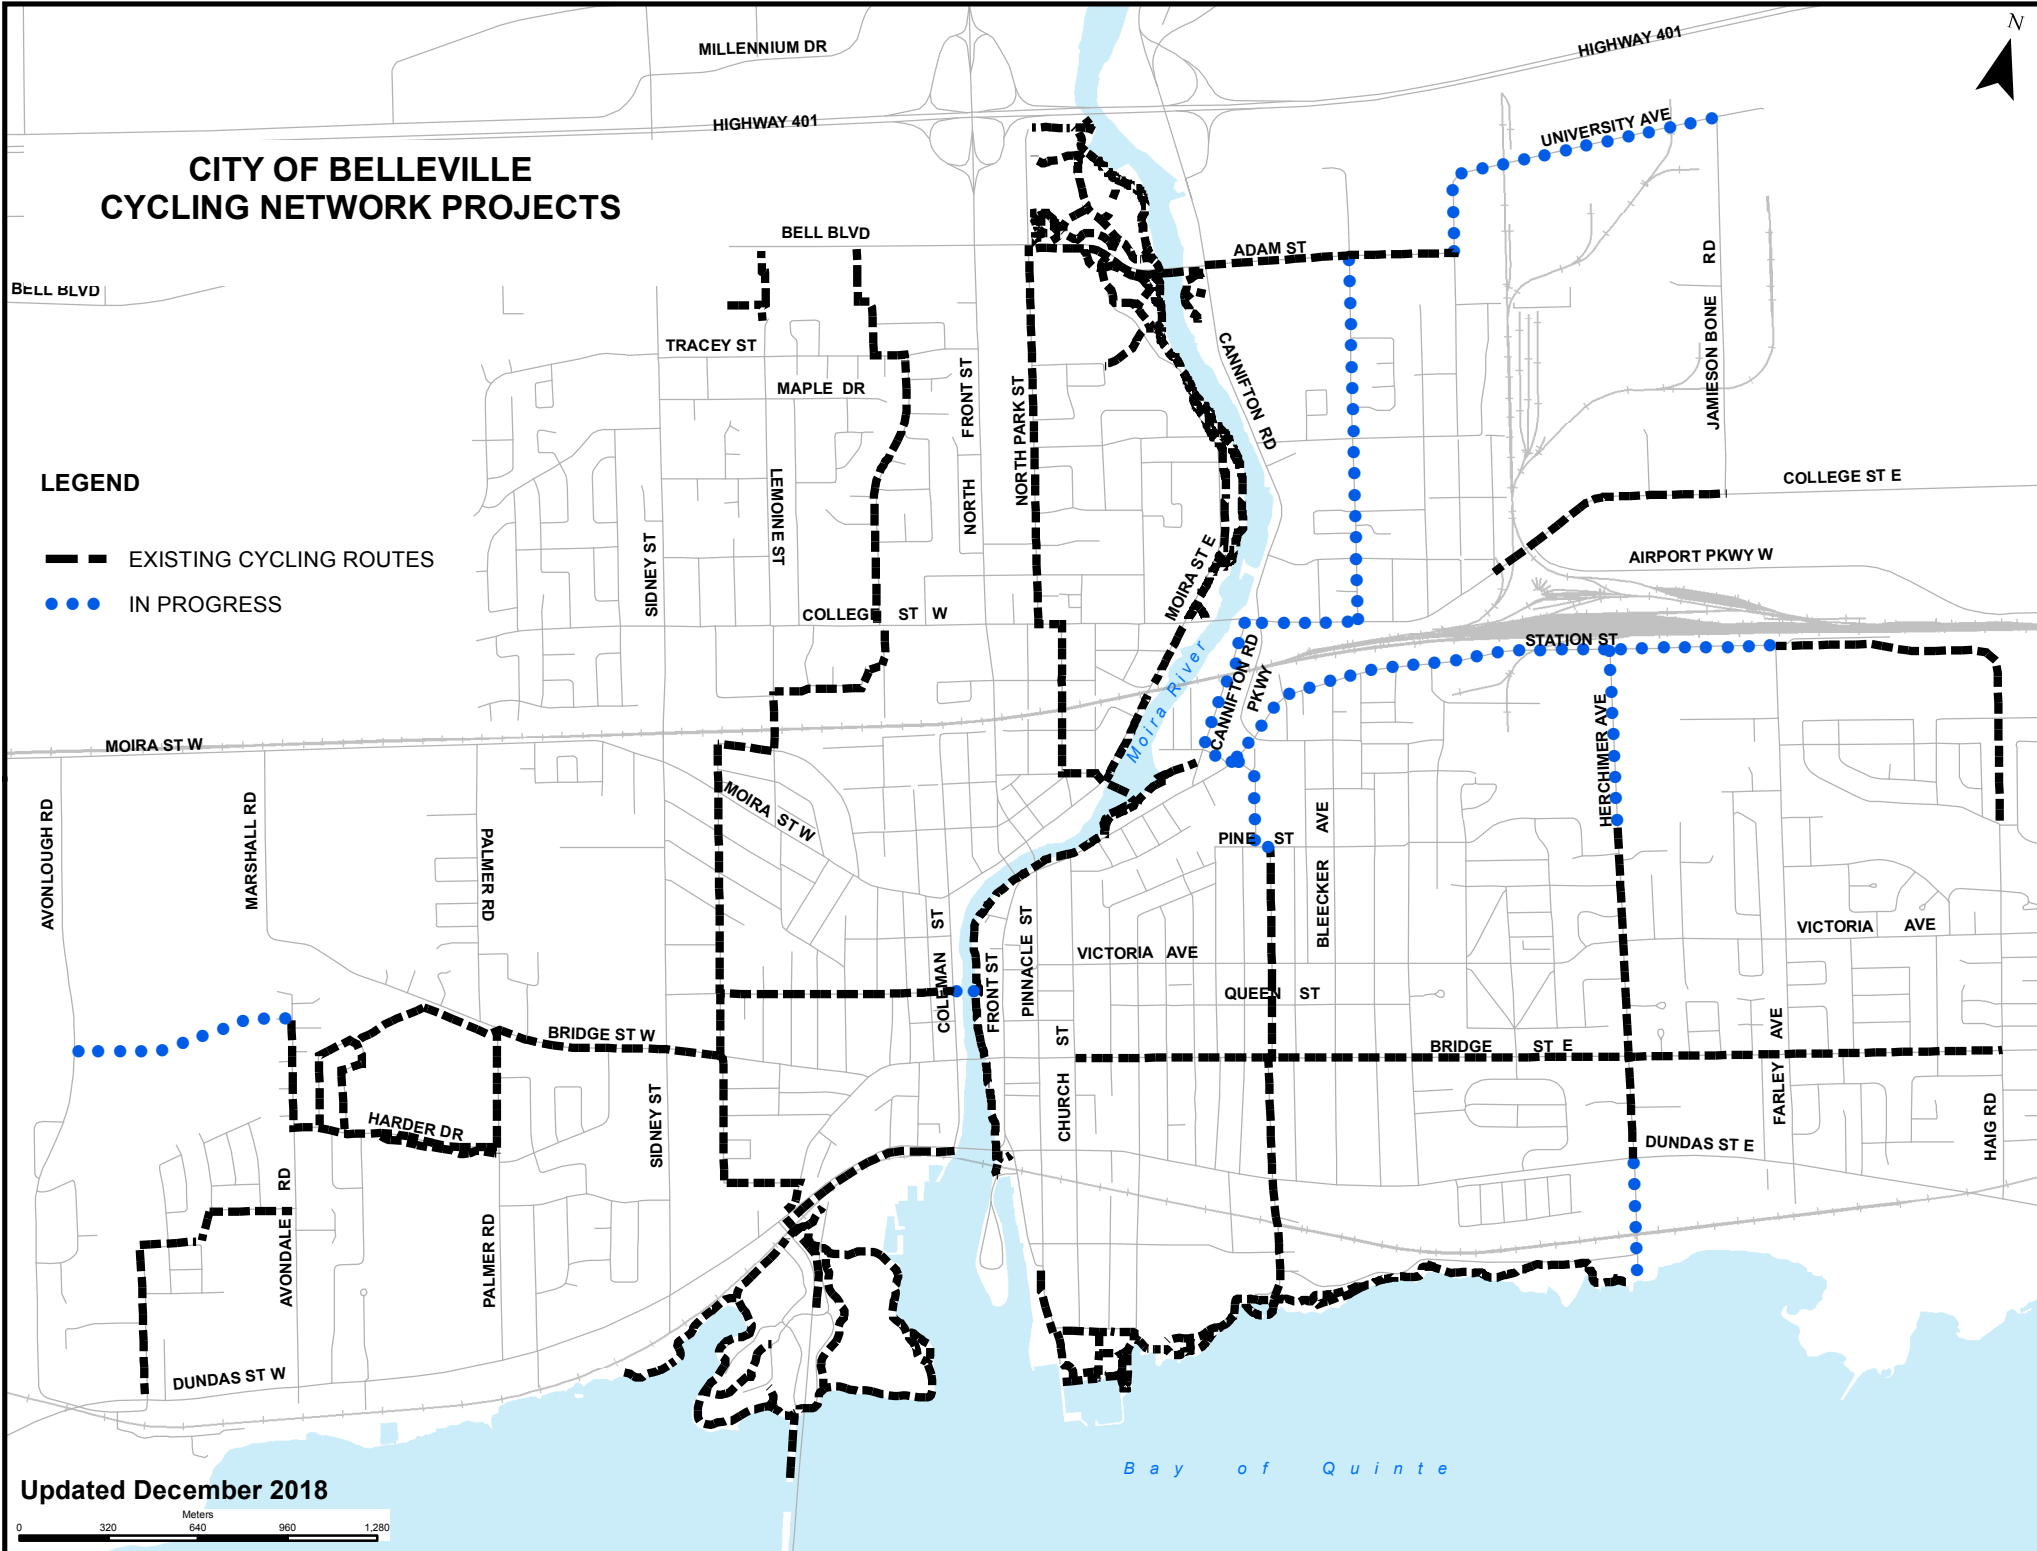 N
MILLENNIUM DR
HIGHWAY 401
HIGHWAY 401
UNIVERSITY AVE
CITY OF BELLEVILLE
CYCLING NETWORK PROJECTS
BELL BLVD
ADAM ST
BELL BLVD
JAMIESON BONE RD
TRACEY ST
MAPLE DR
NORTH FRONT ST
NORTH PARK ST
CANNIFTON RD
LEGEND
EXISTING CYCLING ROUTES
IN PROGRESS
SIDNEY ST
LEMOINE ST
COLLEGE ST E
AIRPORT PKWY W
MOIRA ST E
COLLEGE ST W
STATION ST
Moira River
CANNIFTON RD
PKWY
MOIRA ST W
HERCHIMER AVE
AVONLOUGH RD
MARSHALL RD
PALMER RD
MOIRA ST W
PINE ST
BLEECKER AVE
COLEMAN ST
FRONT ST
PINNACLE ST
VICTORIA AVE
VICTORIA AVE
QUEEN ST
BRIDGE ST W
BRIDGE ST E
CHURCH ST
FARLEY AVE
HARDER DR
SIDNEY ST
DUNDAS ST E
HAIG RD
AVONDALE RD
PALMER RD
DUNDAS ST W
Bay of Quinte
Updated December 2018
Meters
0 320 640 960 1,280